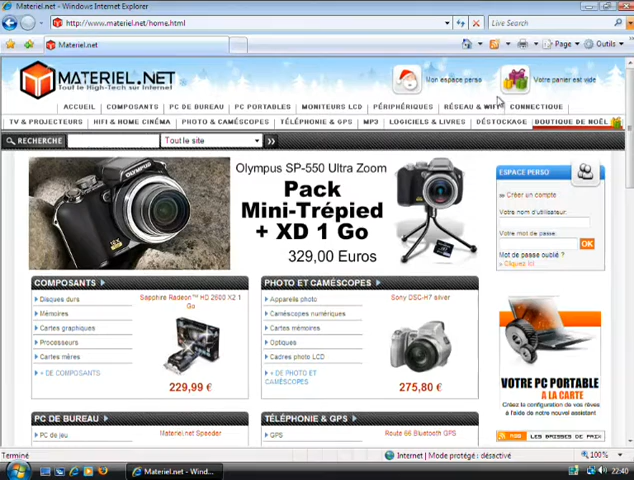 Materiel.net - Windows Internet Explorer
http://www.materiel.net/home.html
Live Search
Materiel.net
Page
Outils
MATERIEL.NET
Tout le High-Tech sur Internet
Mon espace perso
Votre panier est vide
ACCUEIL
COMPOSANTS
PC DE BUREAU
PC PORTABLES
MONITEURS LCD
PÉRIPHÉRIQUES
RÉSEAU & WIFI
CONNECTIQUE
TV & PROJECTEURS
HIFI & HOME CINÉMA
PHOTO & CAMÉSCOPES
TÉLÉPHONIE & GPS
MP3
LOGICIELS & LIVRES
DÉSTOCKAGE
BOUTIQUE DE NOËL
RECHERCHE
Tout le site
Olympus SP-550 Ultra Zoom
Pack
Mini-Trépied
+ XD 1 Go
329,00 Euros
ESPACE PERSO
Créer un compte
Votre nom d'utilisateur:
Votre mot de passe:
OK
Mot de passe oublié ?
Cliquez ici
COMPOSANTS
Disques durs
Mémoires
Cartes graphiques
Processeurs
Cartes mères
+ DE COMPOSANTS
Sapphire Radeon™ HD 2600 X2 1
Go
229,99 €
PHOTO ET CAMÉSCOPES
Appareils photo
Caméscopes numériques
Cartes mémoires
Optiques
Cadres photo LCD
+ DE PHOTO ET
CAMÉSCOPES
Sony DSC-H7 silver
275,80 €
VOTRE PC PORTABLE
À LA CARTE
Créez la configuration de vos rêves
à l'aide de notre nouvel assistant
LES BAISSES DE PRIX
PC DE BUREAU
PC de jeu
Materiel.net Speeder
TÉLÉPHONIE & GPS
GPS
Route 66 Blackport GPS
Terminé
Internet | Mode protégé : désactivé
100%
Materiel.net - Wind...
22:40